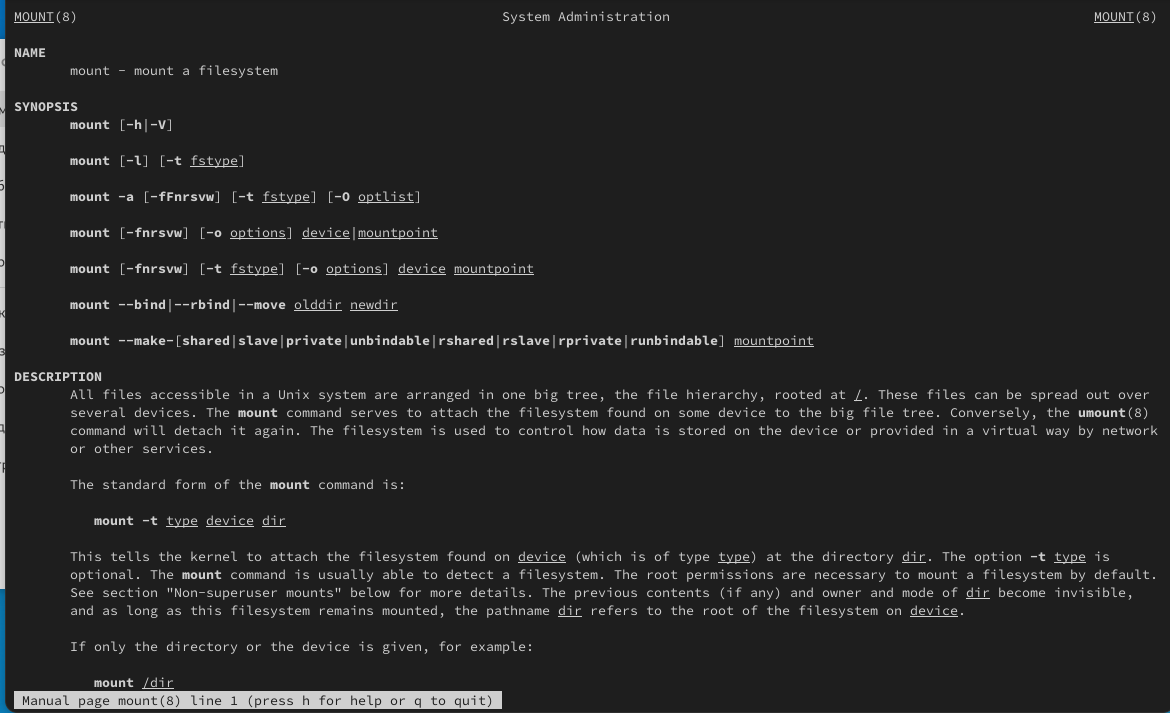 MOUNT(8) System Administration MOUNT(8)
NAME
mount - mount a filesystem
SYNOPSIS
mount [-h|-V]
mount [-l] [-t fstype]
mount -a [-fFnrsvw] [-t fstype] [-O optlist]
mount [-fnrsvw] [-o options] device|mountpoint
mount [-fnrsvw] [-t fstype] [-o options] device mountpoint
mount --bind|--rbind|--move olddir newdir
mount --make-[shared|slave|private|unbindable|rshared|rslave|rprivate|runbindable] mountpoint
DESCRIPTION
All files accessible in a Unix system are arranged in one big tree, the file hierarchy, rooted at /. These files can be spread out over
several devices. The mount command serves to attach the filesystem found on some device to the big file tree. Conversely, the umount(8)
command will detach it again. The filesystem is used to control how data is stored on the device or provided in a virtual way by network
or other services.
The standard form of the mount command is:
mount -t type device dir
This tells the kernel to attach the filesystem found on device (which is of type type) at the directory dir. The option -t type is
optional. The mount command is usually able to detect a filesystem. The root permissions are necessary to mount a filesystem by default.
See section "Non-superuser mounts" below for more details. The previous contents (if any) and owner and mode of dir become invisible,
and as long as this filesystem remains mounted, the pathname dir refers to the root of the filesystem on device.
If only the directory or the device is given, for example:
mount /dir
Manual page mount(8) line 1 (press h for help or q to quit)